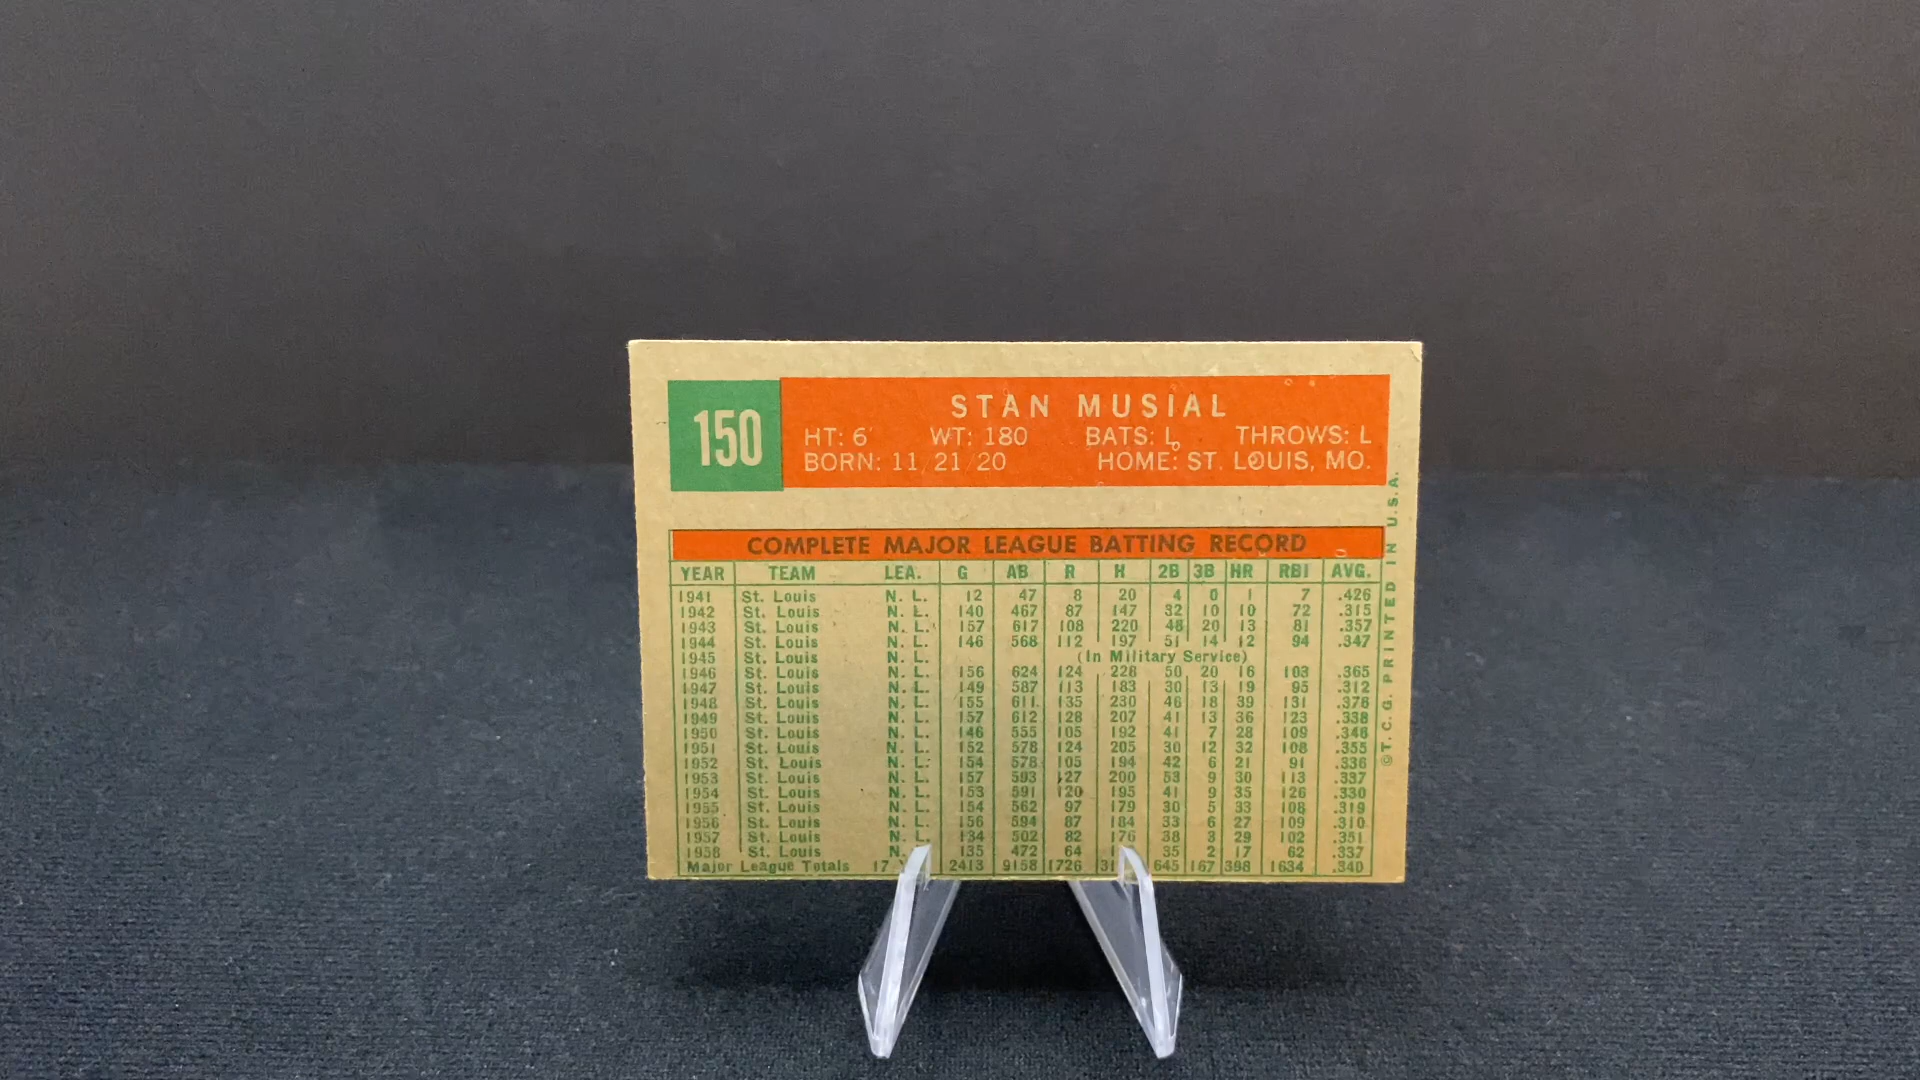 150
STAN MUSIAL
HT: 6' WT: 180 BATS: L THROWS: L
BORN: 11/21/20 HOME: ST. LOUIS, MO.
COMPLETE MAJOR LEAGUE BATTING RECORD
YEAR TEAM LEA. G AB R H 2B 3B HR RBI AVG.
1941 St. Louis N. L. 12 47 8 20 4 0 1 7 .426
1942 St. Louis N. L. 140 467 87 147 32 10 10 72 .315
1943 St. Louis N. L. 157 617 108 220 48 20 13 81 .357
1944 St. Louis N. L. 146 568 112 197 51 14 12 94 .347
1945 St. Louis N. L. (In Military Service)
1946 St. Louis N. L. 156 624 124 228 50 20 16 103 .365
1947 St. Louis N. L. 149 587 113 183 30 13 19 95 .312
1948 St. Louis N. L. 155 611 135 230 46 18 39 131 .376
1949 St. Louis N. L. 157 612 128 207 41 13 36 123 .338
1950 St. Louis N. L. 146 555 105 192 41 7 28 109 .346
1951 St. Louis N. L. 152 578 124 205 30 12 32 108 .355
1952 St. Louis N. L. 154 578 105 194 42 6 21 91 .336
1953 St. Louis N. L. 157 593 127 200 53 9 30 113 .337
1954 St. Louis N. L. 153 591 120 195 41 9 35 126 .330
1955 St. Louis N. L. 154 562 97 179 30 5 33 108 .319
1956 St. Louis N. L. 156 594 87 184 33 6 27 109 .310
1957 St. Louis N. L. 134 502 82 176 38 3 29 102 .351
1958 St. Louis N. 135 472 64 35 2 17 62 .337
Major League Totals 17 2413 9158 1726 645 167 398 1634 .340
©T.C.G. PRINTED IN U.S.A.